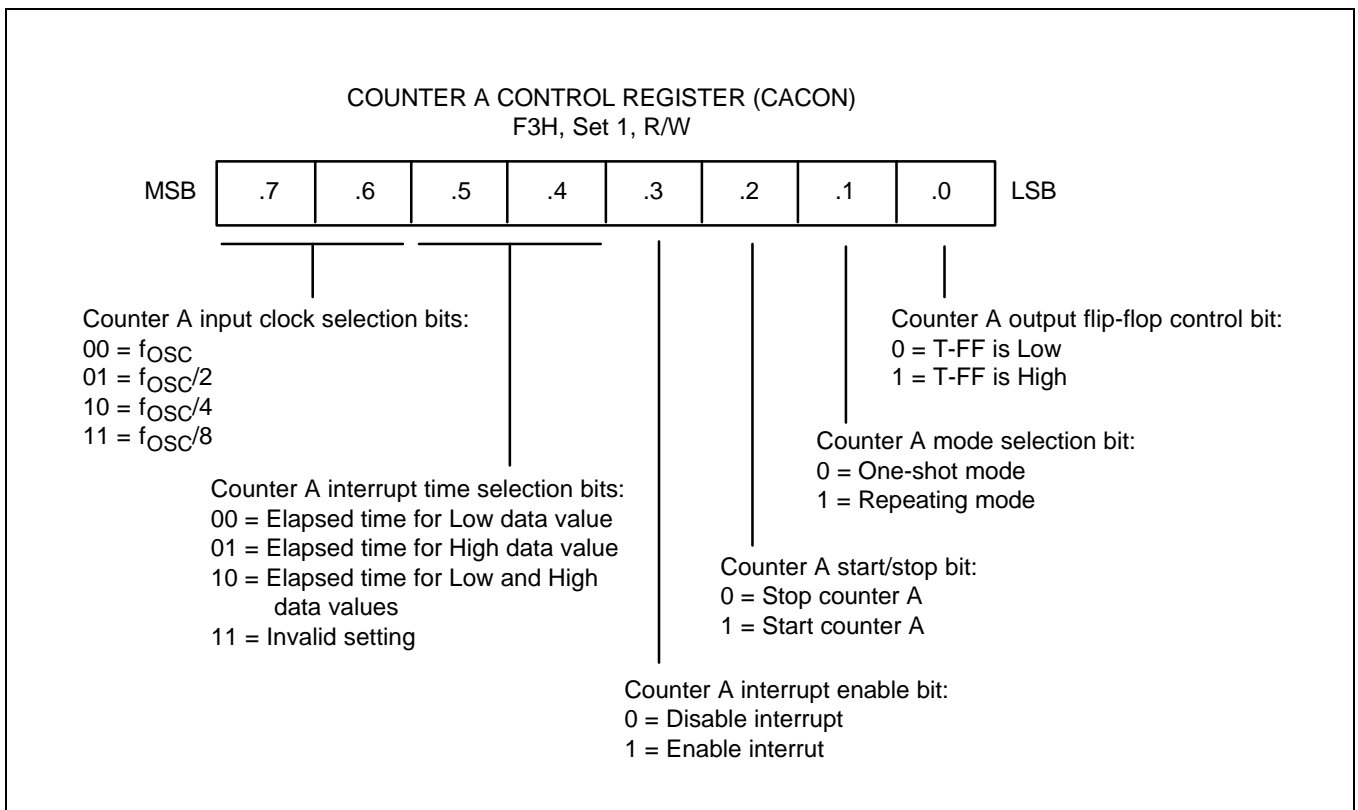 COUNTER A CONTROL REGISTER (CACON)
F3H, Set 1, R/W
MSB .7 .6 .5 .4 .3 .2 .1 .0 LSB
Counter A input clock selection bits:
00 = fOSC
01 = fOSC/2
10 = fOSC/4
11 = fOSC/8
Counter A output flip-flop control bit:
0 = T-FF is Low
1 = T-FF is High
Counter A mode selection bit:
0 = One-shot mode
1 = Repeating mode
Counter A interrupt time selection bits:
00 = Elapsed time for Low data value
01 = Elapsed time for High data value
10 = Elapsed time for Low and High
data values
11 = Invalid setting
Counter A start/stop bit:
0 = Stop counter A
1 = Start counter A
Counter A interrupt enable bit:
0 = Disable interrupt
1 = Enable interrut